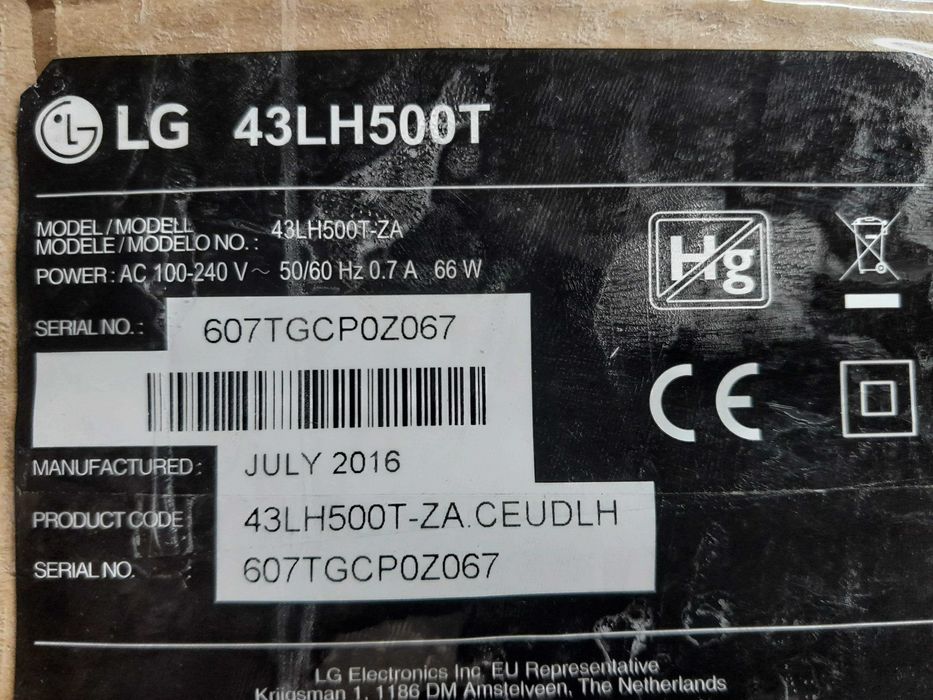 LG 43LH500T
MODEL / MODELL
MODELE / MODELO NO. : 43LH500T-ZA
POWER : AC 100-240 V ~ 50/60 Hz 0.7 A 66 W
Hg
SERIAL NO. : 607TGCP0Z067
CE
MANUFACTURED : JULY 2016
PRODUCT CODE 43LH500T-ZA.CEUDLH
SERIAL NO. 607TGCP0Z067
LG Electronics Inc. EU Representative
Krijgsman 1, 1186 DM Amstelveen, The Netherlands